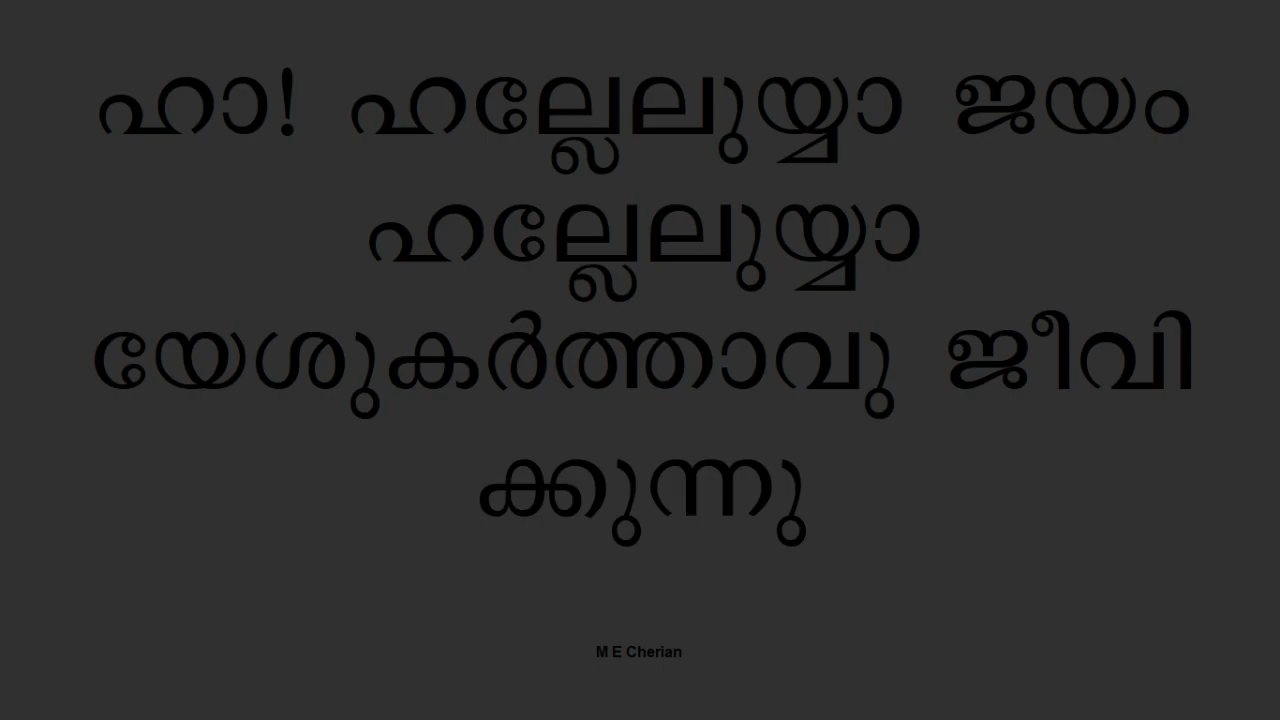 ഹാ! ഹല്ലേലുയ്യാ ജയം
ഹല്ലേലുയ്യാ
യേശുകർത്താവു ജീവി
ക്കുന്നു
M E Cherian